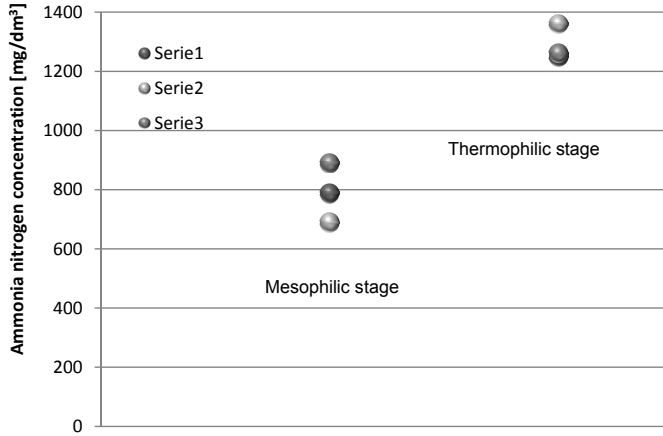 Ammonia nitrogen concentration [mg/dm³]
1400
1200
1000
800
600
400
200
0
Serie1
Serie2
Serie3
Thermophilic stage
Mesophilic stage